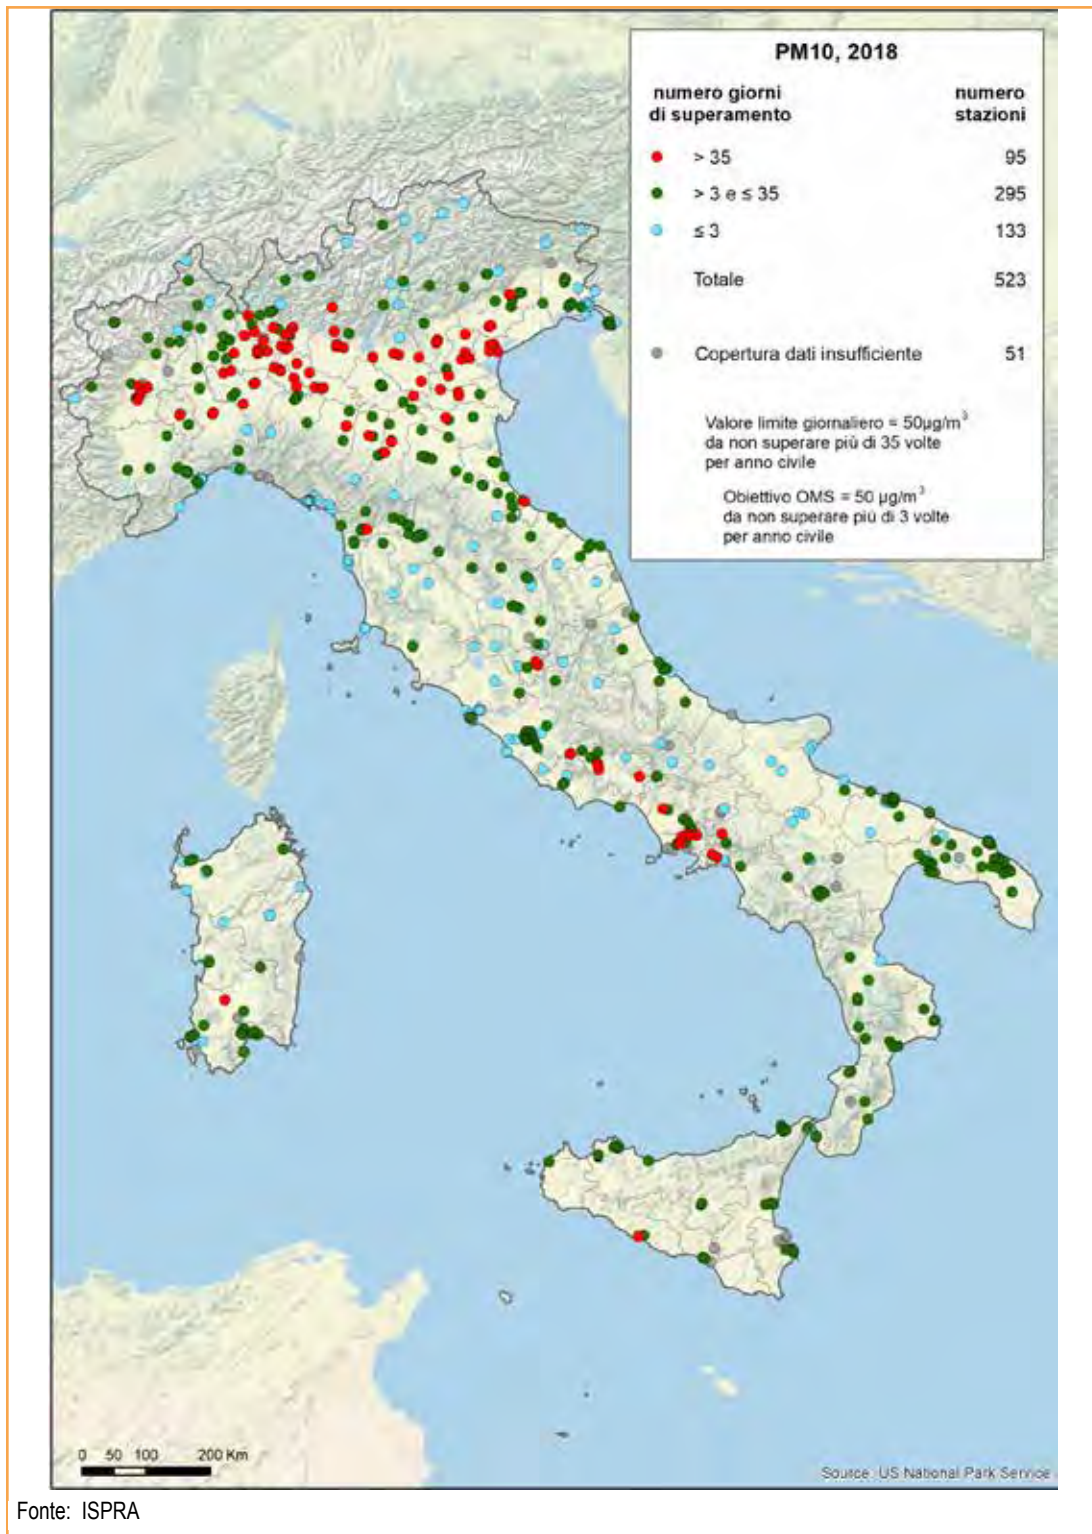 PM10, 2018
numero giorni
di superamento
numero
stazioni
> 35 95
> 3 e ≤ 35 295
≤ 3 133
Totale 523
Copertura dati insufficiente 51
Valore limite giornaliero = 50µg/m³
da non superare più di 35 volte
per anno civile
Obiettivo OMS = 50 µg/m³
da non superare più di 3 volte
per anno civile
0 50 100 200 Km
Source: US National Park Service
Fonte: ISPRA